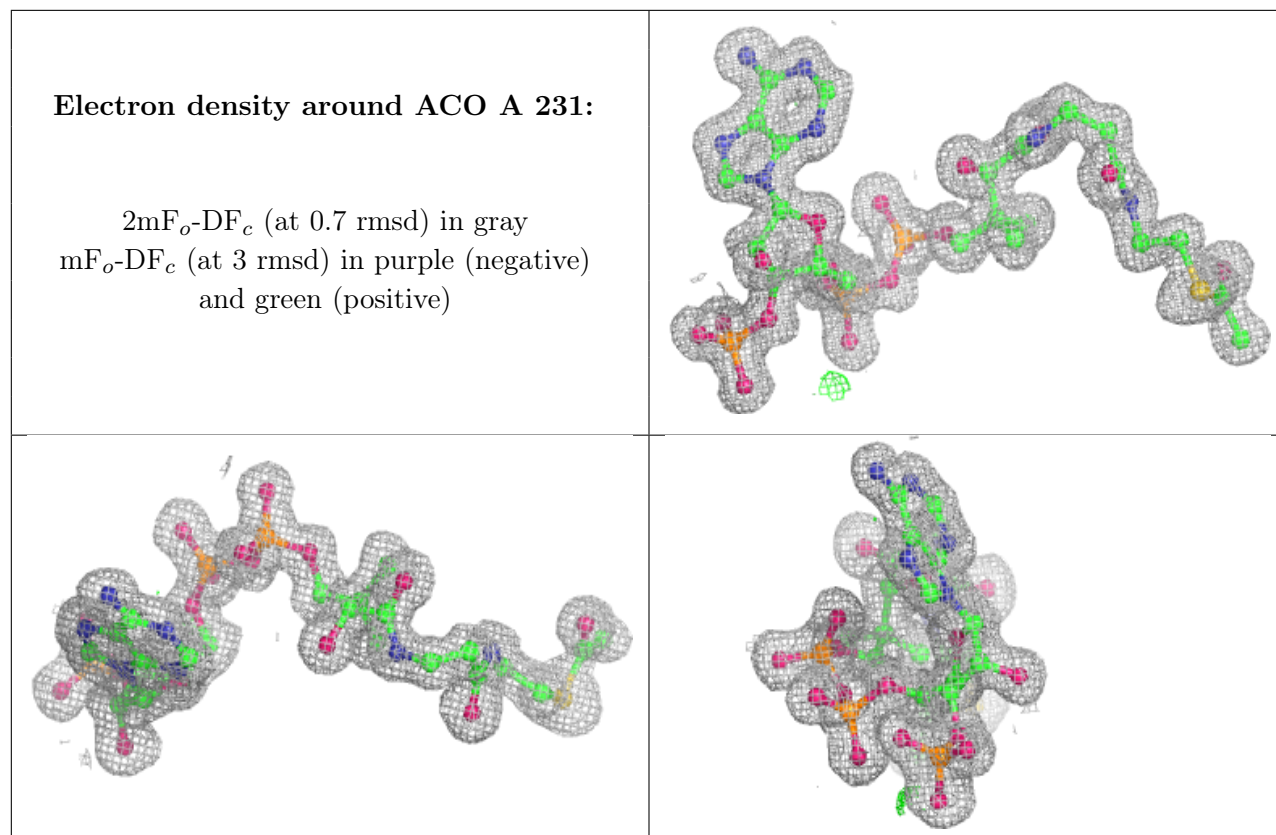 Electron density around ACO A 231:
2mFo-DFc (at 0.7 rmsd) in gray
mFo-DFc (at 3 rmsd) in purple (negative)
and green (positive)